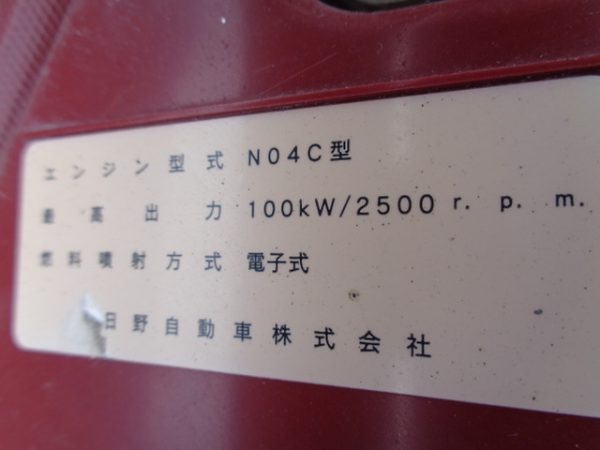 エンジン型式 N04C型
最高出力 100kW/2500 r. p. m.
燃料噴射方式 電子式
日野自動車株式会社